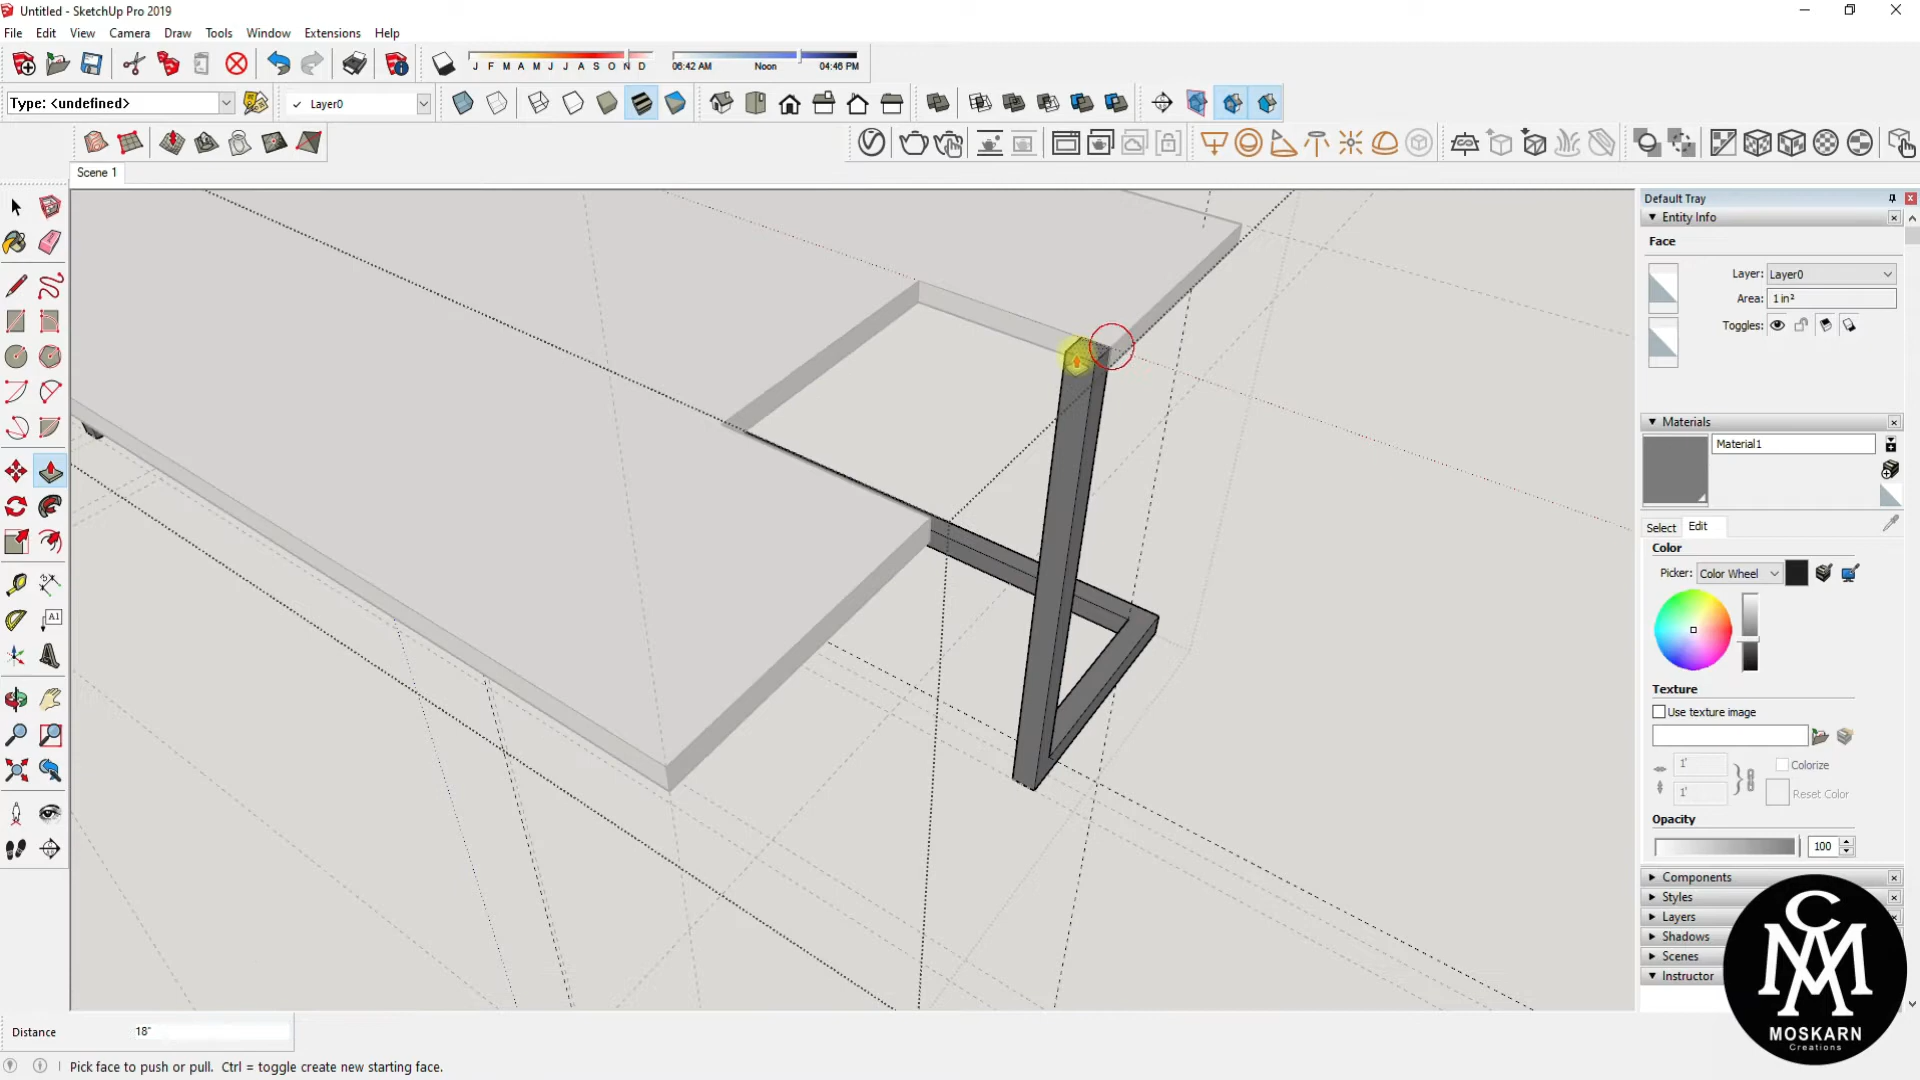 Untitled - SketchUp Pro 2019
File Edit View Camera Draw Tools Window Extensions Help
J F M A M J J A S O N D 06:42 AM Noon 04:46 PM
Type: <undefined> Layer0
Scene 1
Default Tray
Entity Info
Face
Layer: Layer0
Area: 1 in²
Toggles:
Materials
Material1
Select Edit
Color
Picker: Color Wheel
Texture
Use texture image
1' Colorize
1' Reset Color
Opacity
100
Components
Styles
Layers
Shadows
Scenes
Instructor
A1
MOSKARN
Creations
Distance 18"
Pick face to push or pull. Ctrl = toggle create new starting face.